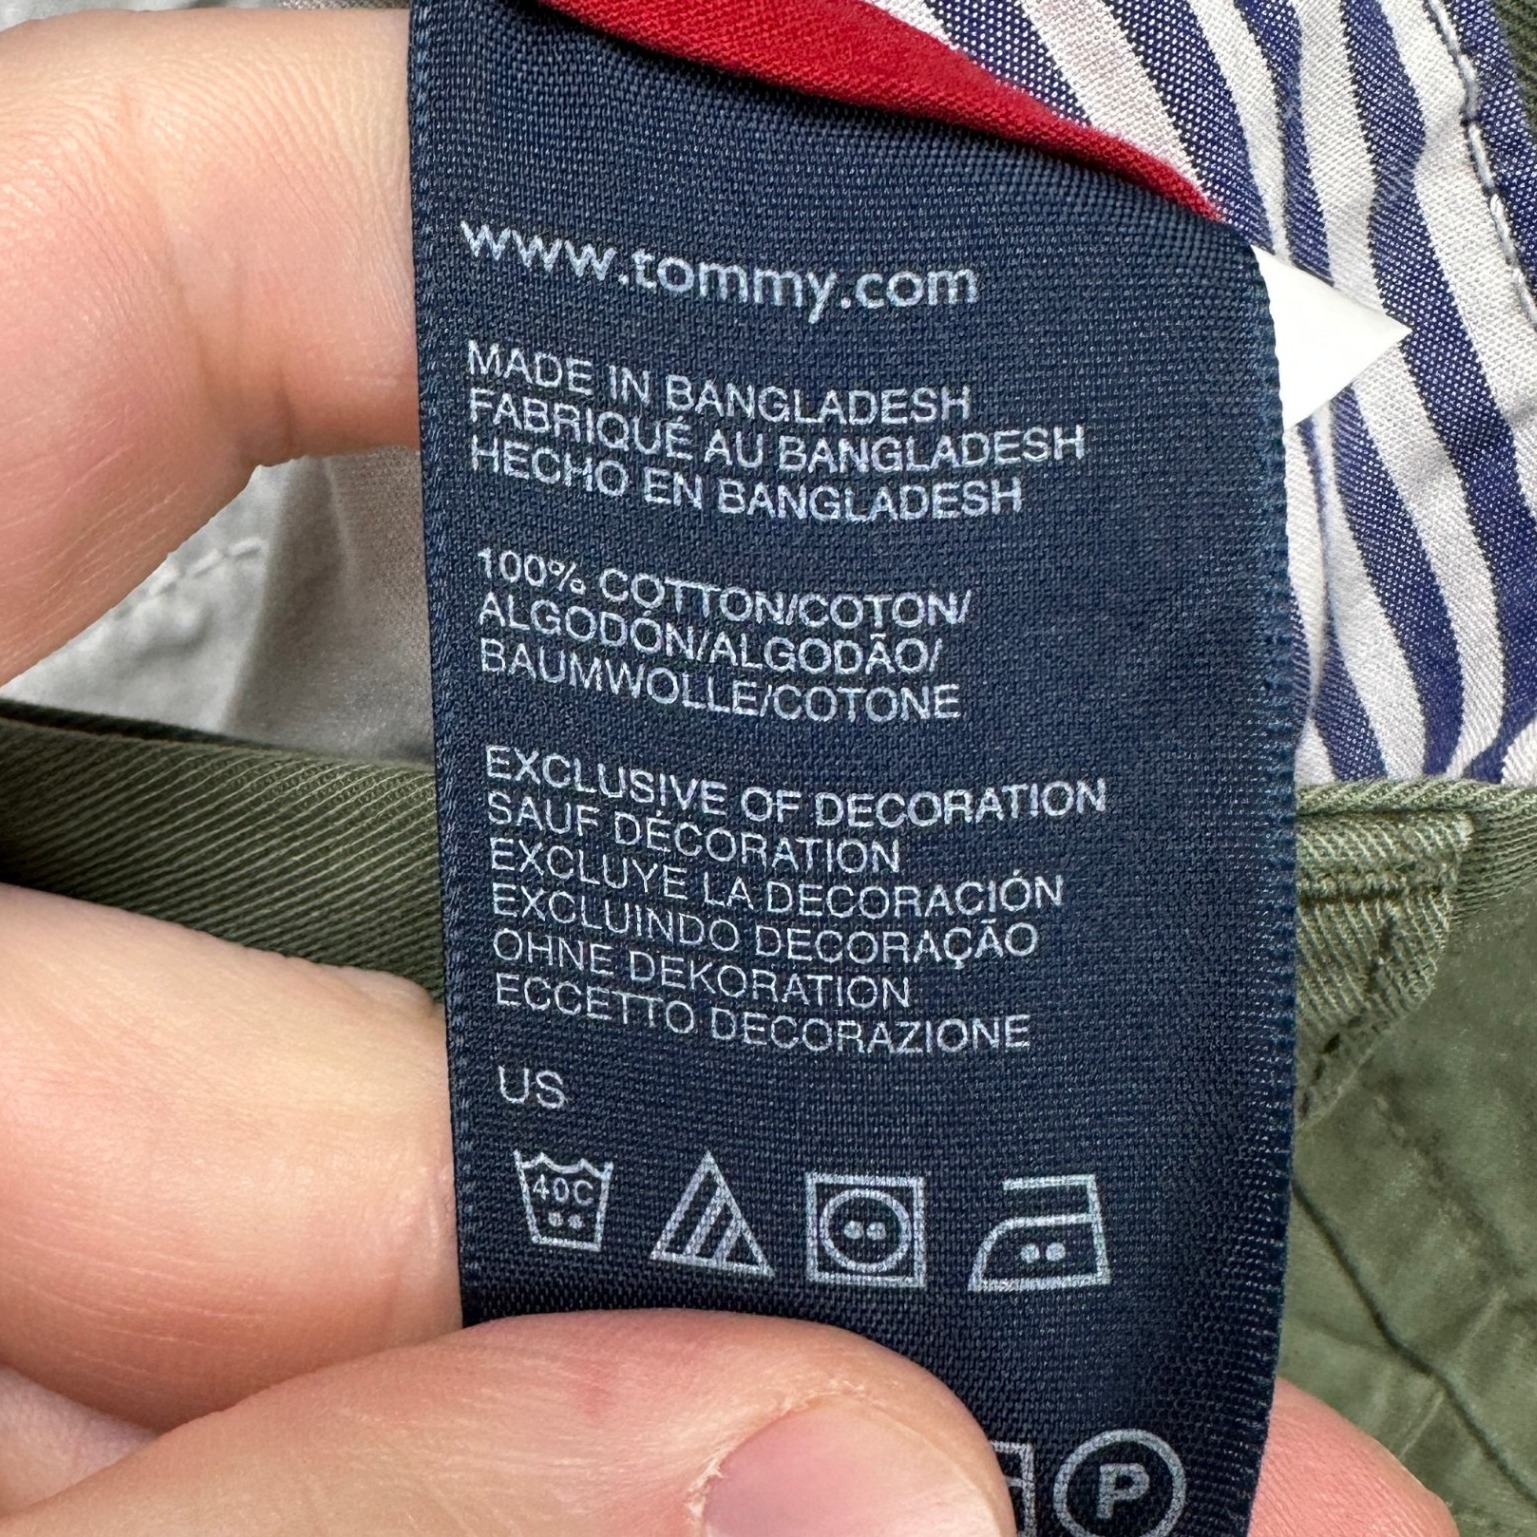 www.tommy.com
MADE IN BANGLADESH
FABRIQUÉ AU BANGLADESH
HECHO EN BANGLADESH
100% COTTON/COTON/
ALGODON/ALGODÃO/
BAUMWOLLE/COTONE
EXCLUSIVE OF DECORATION
SAUF DÉCORATION
EXCLUYE LA DECORACIÓN
EXCLUINDO DECORAÇÃO
OHNE DEKORATION
ECCETTO DECORAZIONE
US
40C
P